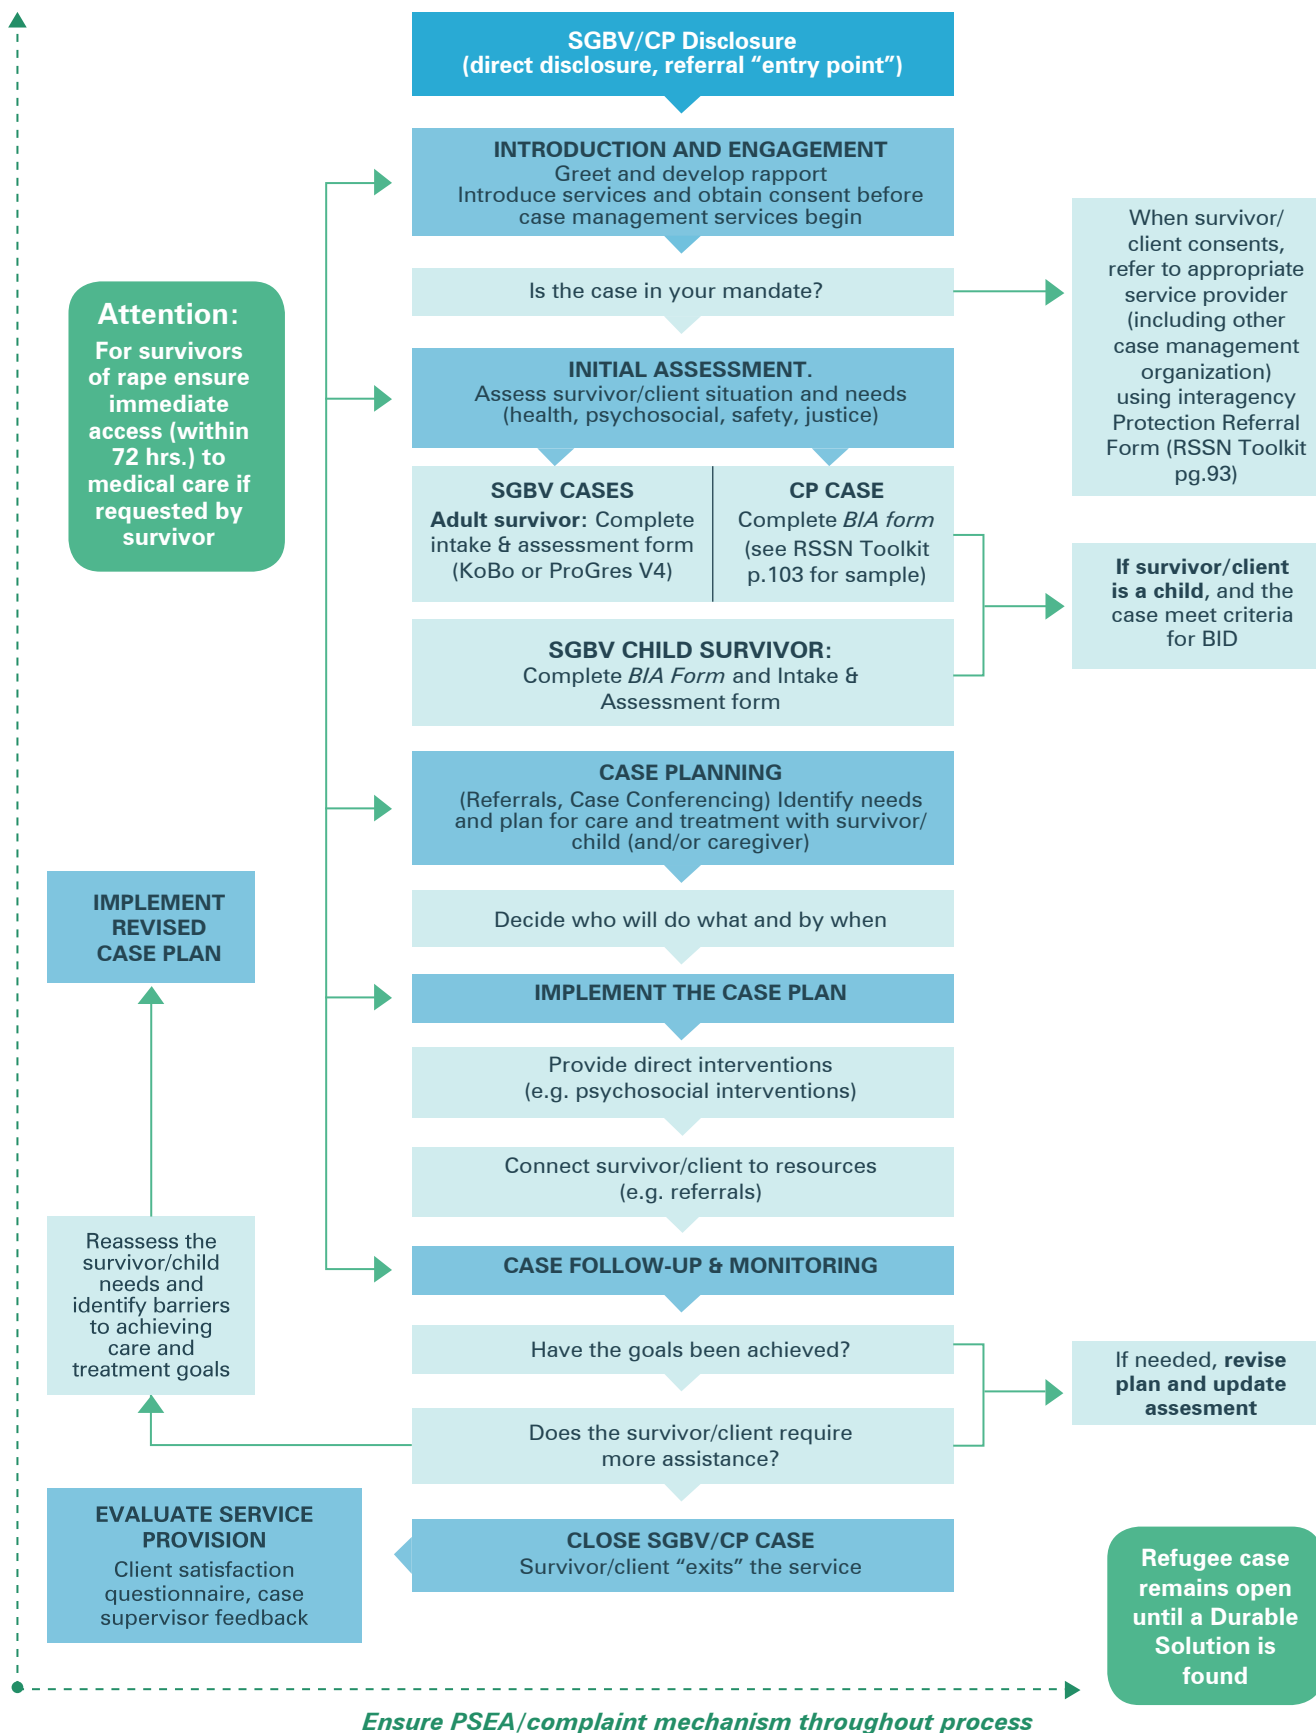 SGBV/CP Disclosure
(direct disclosure, referral “entry point”)
INTRODUCTION AND ENGAGEMENT
Greet and develop rapport
Introduce services and obtain consent before
case management services begin
Is the case in your mandate?
When survivor/
client consents,
refer to appropriate
service provider
(including other
case management
organization)
using interagency
Protection Referral
Form (RSSN Toolkit
pg.93)
Attention:
For survivors
of rape ensure
immediate
access (within
72 hrs.) to
medical care if
requested by
survivor
INITIAL ASSESSMENT.
Assess survivor/client situation and needs
(health, psychosocial, safety, justice)
SGBV CASES
Adult survivor: Complete
intake & assessment form
(KoBo or ProGres V4)
CP CASE
Complete BIA form
(see RSSN Toolkit
p.103 for sample)
SGBV CHILD SURVIVOR:
Complete BIA Form and Intake &
Assessment form
If survivor/client
is a child, and the
case meet criteria
for BID
CASE PLANNING
(Referrals, Case Conferencing) Identify needs
and plan for care and treatment with survivor/
child (and/or caregiver)
Decide who will do what and by when
IMPLEMENT THE CASE PLAN
Provide direct interventions
(e.g. psychosocial interventions)
Connect survivor/client to resources
(e.g. referrals)
CASE FOLLOW-UP & MONITORING
Have the goals been achieved?
Does the survivor/client require
more assistance?
If needed, revise
plan and update
assesment
Reassess the
survivor/child
needs and
identify barriers
to achieving
care and
treatment goals
IMPLEMENT
REVISED
CASE PLAN
CLOSE SGBV/CP CASE
Survivor/client “exits” the service
EVALUATE SERVICE
PROVISION
Client satisfaction
questionnaire, case
supervisor feedback
Refugee case
remains open
until a Durable
Solution is
found
Ensure PSEA/complaint mechanism throughout process